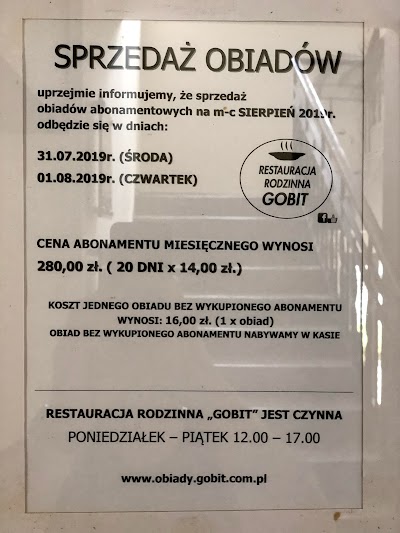 SPRZEDAŻ OBIADÓW
uprzejmie informujemy, że sprzedaż
obiadów abonamentowych na m-c SIERPIEŃ 2019r.
odbędzie się w dniach:
31.07.2019r. (ŚRODA)
01.08.2019r. (CZWARTEK)
RESTAURACJA
RODZINNA
GOBIT
CENA ABONAMENTU MIESIĘCZNEGO WYNOSI
280,00 zł. ( 20 DNI x 14,00 zł.)
KOSZT JEDNEGO OBIADU BEZ WYKUPIONEGO ABONAMENTU
WYNOSI: 16,00 zł. (1 x obiad)
OBIAD BEZ WYKUPIONEGO ABONAMENTU NABYWAMY W KASIE
RESTAURACJA RODZINNA „GOBIT" JEST CZYNNA
PONIEDZIAŁEK – PIĄTEK 12.00 – 17.00
www.obiady.gobit.com.pl